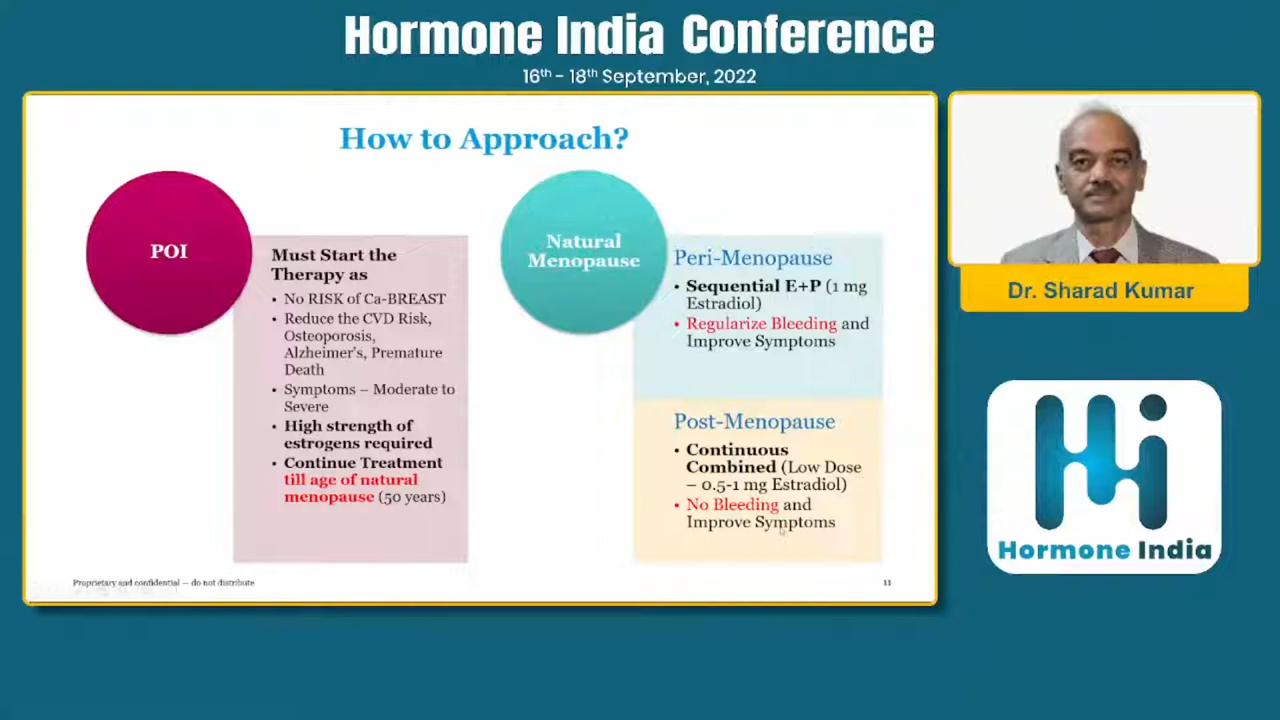 Hormone India Conference
16th - 18th September, 2022
How to Approach?
POI
Must Start the
Therapy as
• No RISK of Ca-BREAST
• Reduce the CVD Risk,
Osteoporosis,
Alzheimer's, Premature
Death
• Symptoms – Moderate to
Severe
• High strength of
estrogens required
• Continue Treatment
till age of natural
menopause (50 years)
Natural
Menopause
Peri-Menopause
• Sequential E+P (1 mg
Estradiol)
• Regularize Bleeding and
Improve Symptoms
Post-Menopause
• Continuous
Combined (Low Dose
– 0.5-1 mg Estradiol)
• No Bleeding and
Improve Symptoms
Proprietary and confidential — do not distribute
11
Dr. Sharad Kumar
Hi
Hormone India